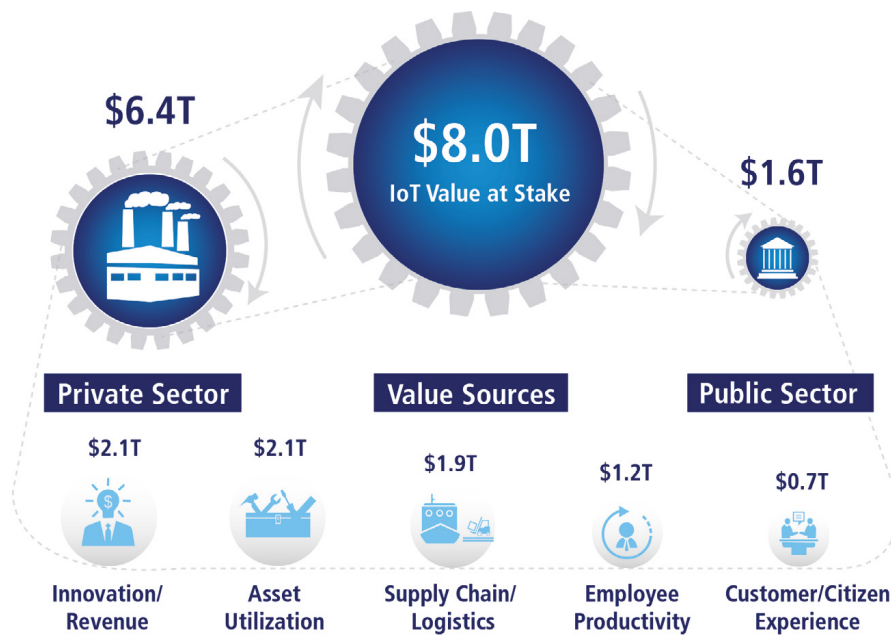 $6.4T
$8.0T
IoT Value at Stake
$1.6T
Private Sector
Value Sources
Public Sector
$2.1T
$2.1T
$1.9T
$1.2T
$0.7T
$
Innovation/
Revenue
Asset
Utilization
Supply Chain/
Logistics
Employee
Productivity
Customer/Citizen
Experience